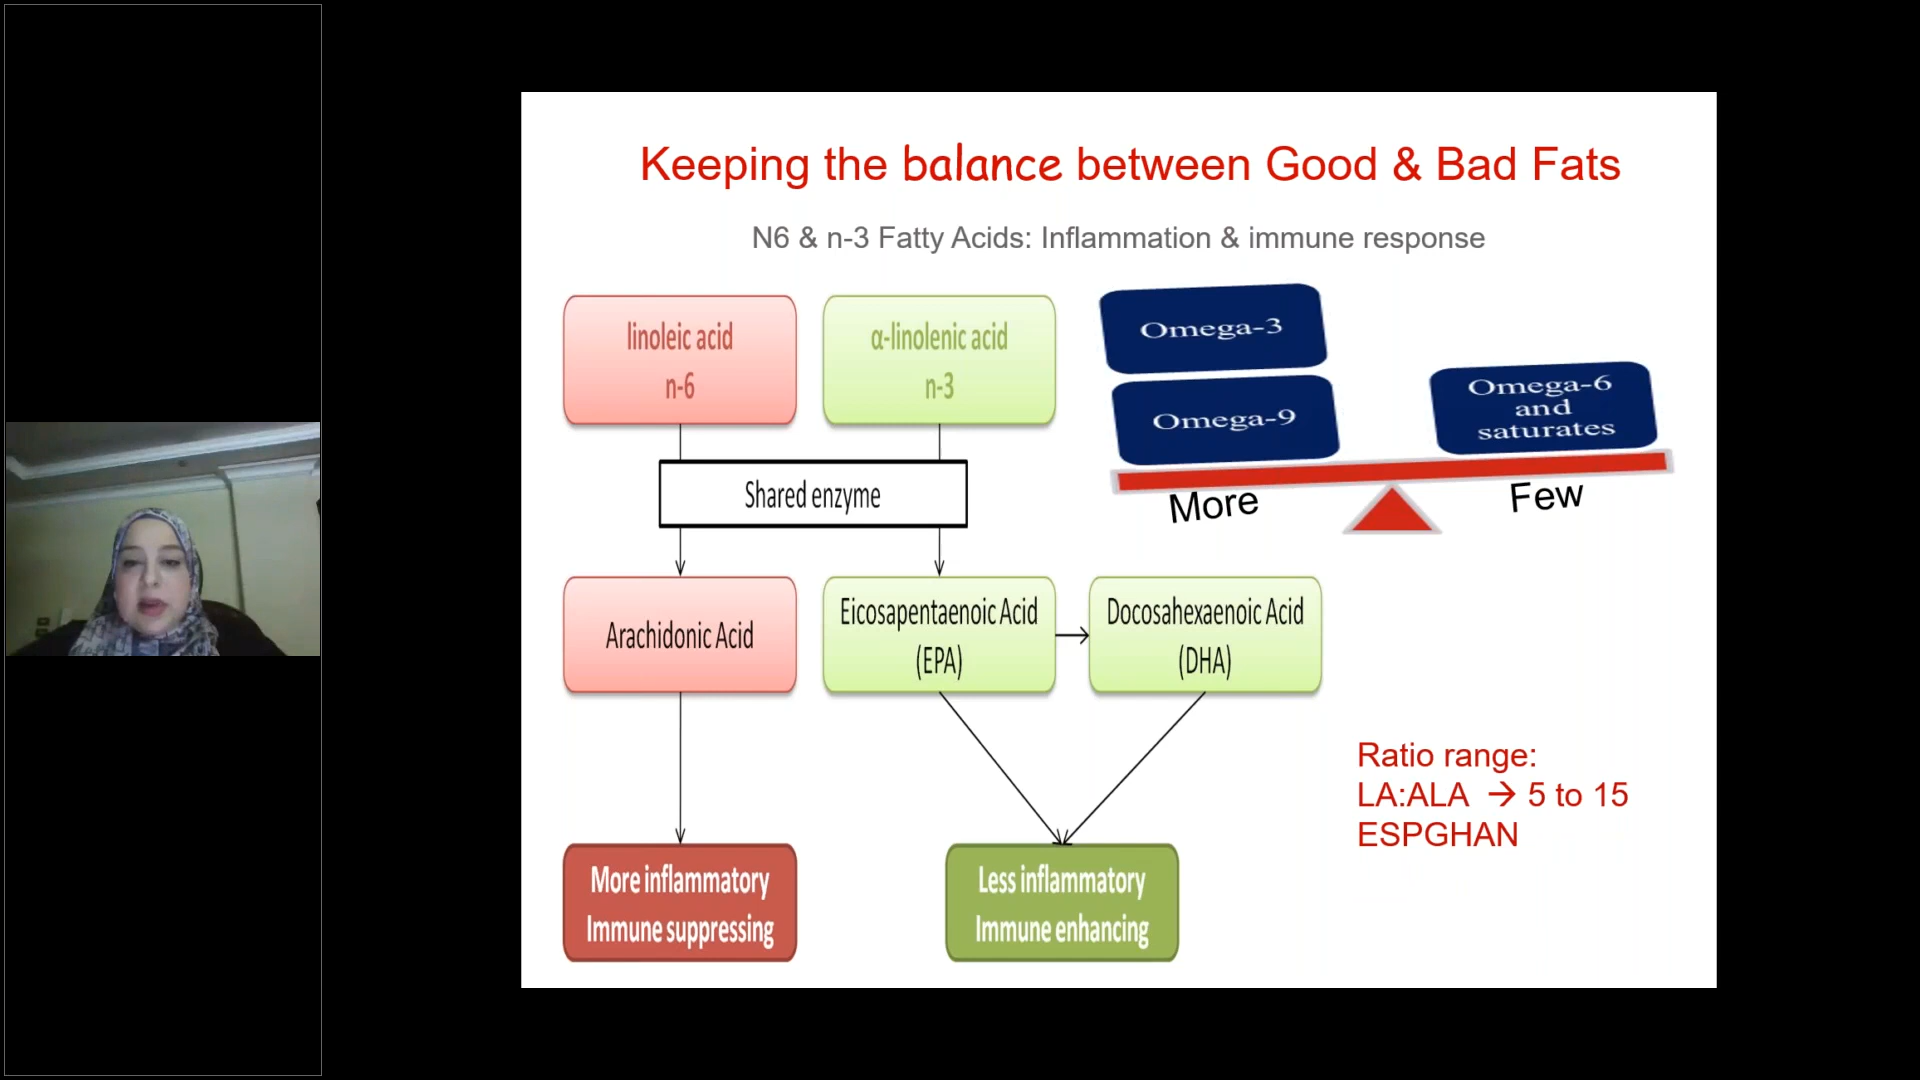 Keeping the balance between Good & Bad Fats
N6 & n-3 Fatty Acids: Inflammation & immune response
linoleic acid
n-6
α-linolenic acid
n-3
Shared enzyme
Arachidonic Acid
Eicosapentaenoic Acid
(EPA)
Docosahexaenoic Acid
(DHA)
More inflammatory
Immune suppressing
Less inflammatory
Immune enhancing
Omega-3
Omega-9
Omega-6
and
saturates
More
Few
Ratio range:
LA:ALA → 5 to 15
ESPGHAN